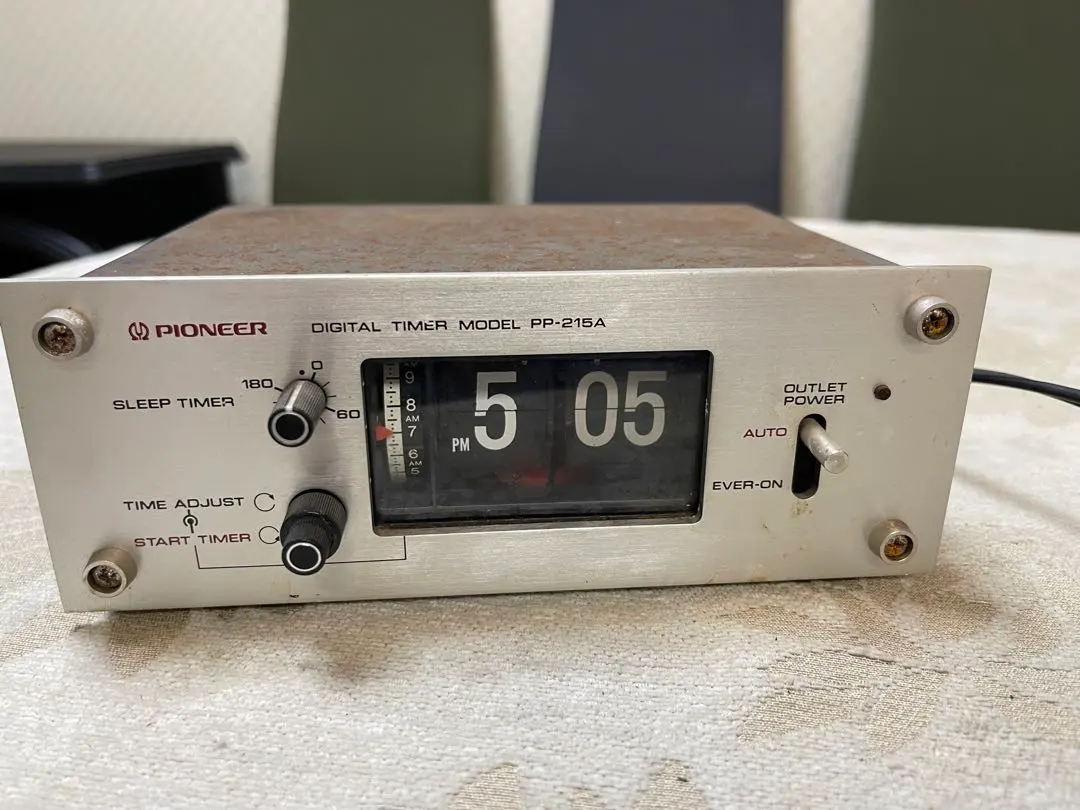 PIONEER DIGITAL TIMER MODEL PP-215A
SLEEP TIMER
0
180
60
9
8
AM
7
6
AM
5
PM 5 05
OUTLET
POWER
AUTO
EVER-ON
TIME ADJUST
START TIMER